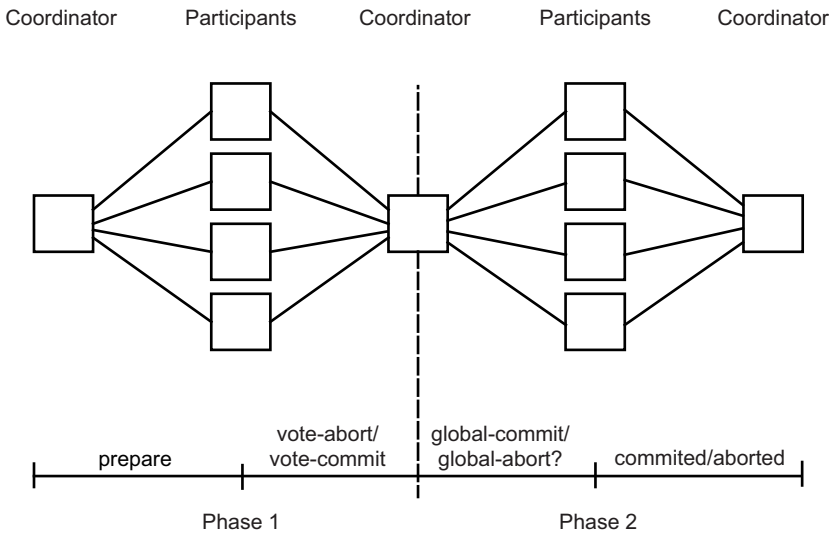 Coordinator Participants Coordinator Participants Coordinator
vote-abort/ global-commit/
prepare vote-commit global-abort? commited/aborted
Phase 1 Phase 2